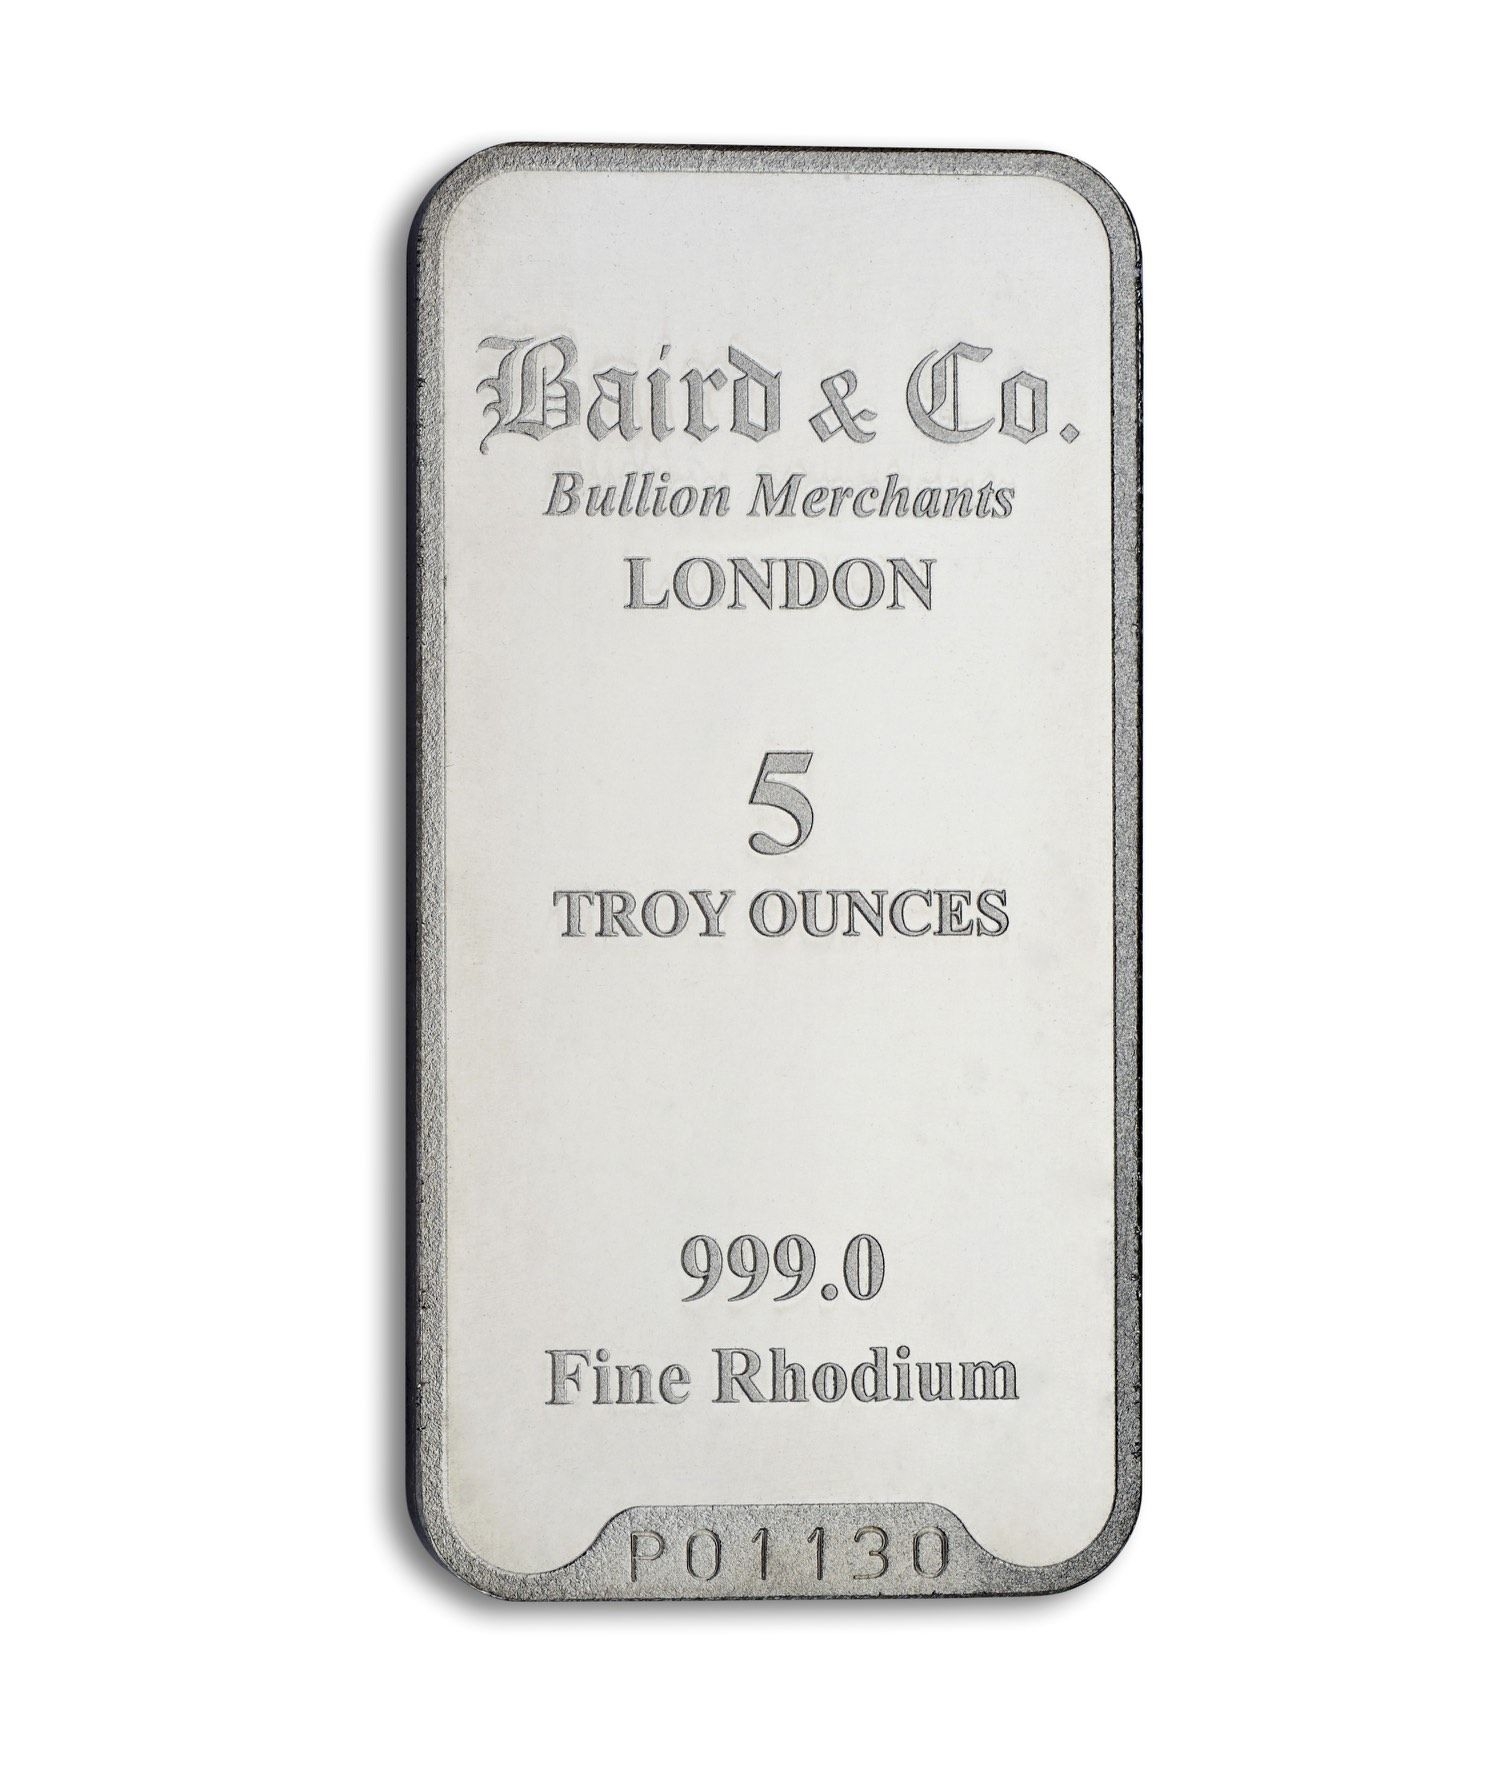 Baird & Co.
Bullion Merchants
LONDON
5
TROY OUNCES
999.0
Fine Rhodium
P01130